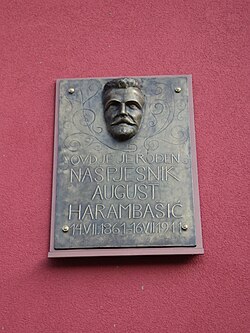 OVDJE JE ROĐEN
NAŠ PJESNIK
AUGUST
HARAMBAŠIĆ
14.VII.1861-16.VII.1911.